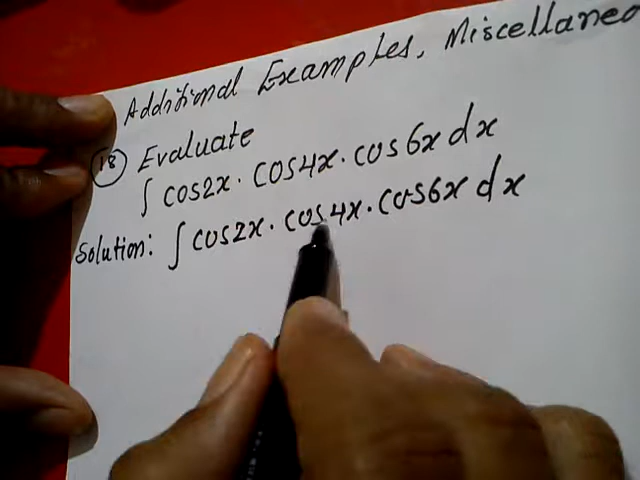 Additional Examples, Miscellaneo
18 Evaluate
∫ cos2x · cos4x · cos6x dx
Solution: ∫ cos2x · cos4x · cos6x dx